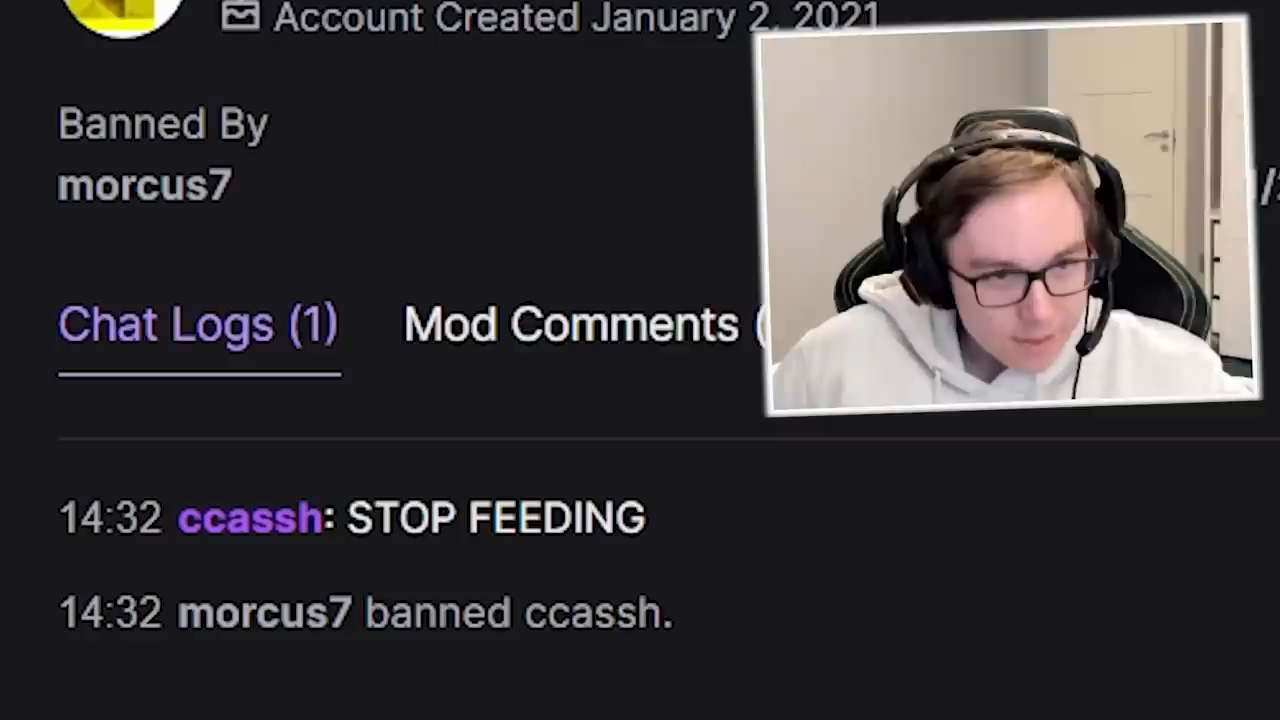 Account Created January 2, 2021
Banned By
morcus7
Chat Logs (1)
Mod Comments (
14:32 ccassh: STOP FEEDING
14:32 morcus7 banned ccassh.